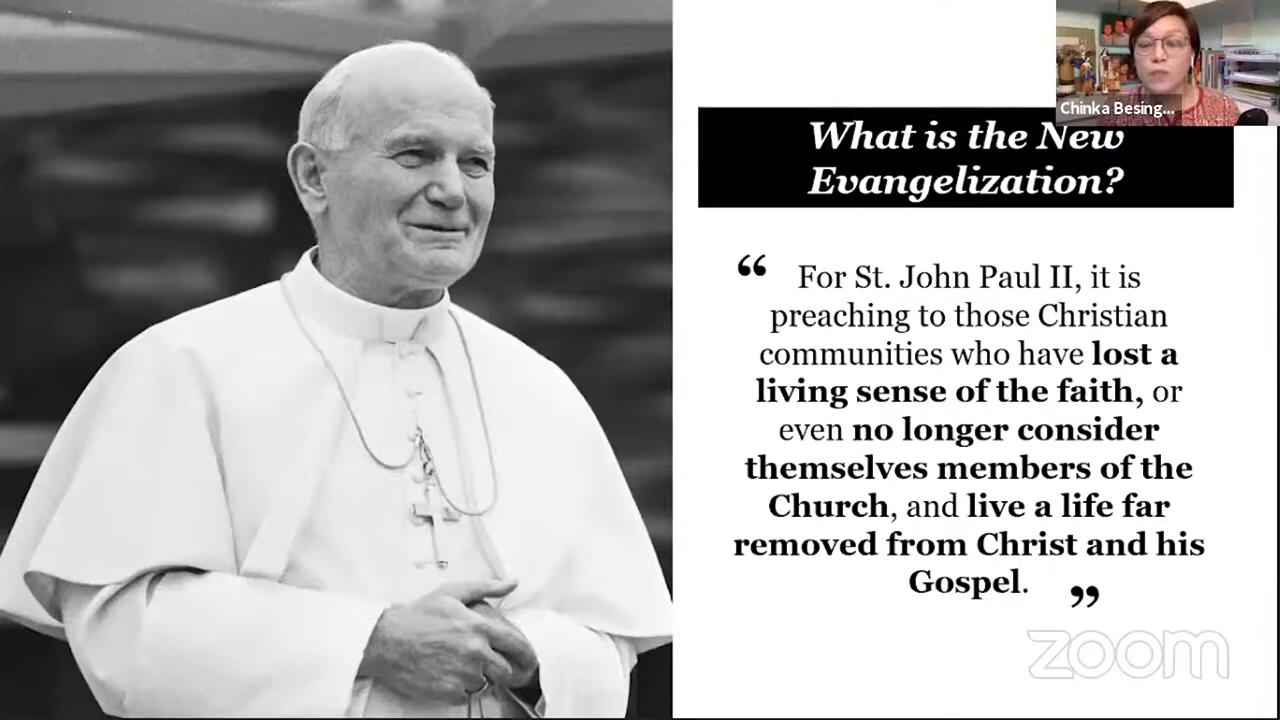 Chinka Besing...
What is the New
Evangelization?
“ For St. John Paul II, it is
preaching to those Christian
communities who have lost a
living sense of the faith, or
even no longer consider
themselves members of the
Church, and live a life far
removed from Christ and his
Gospel. ”
zoom